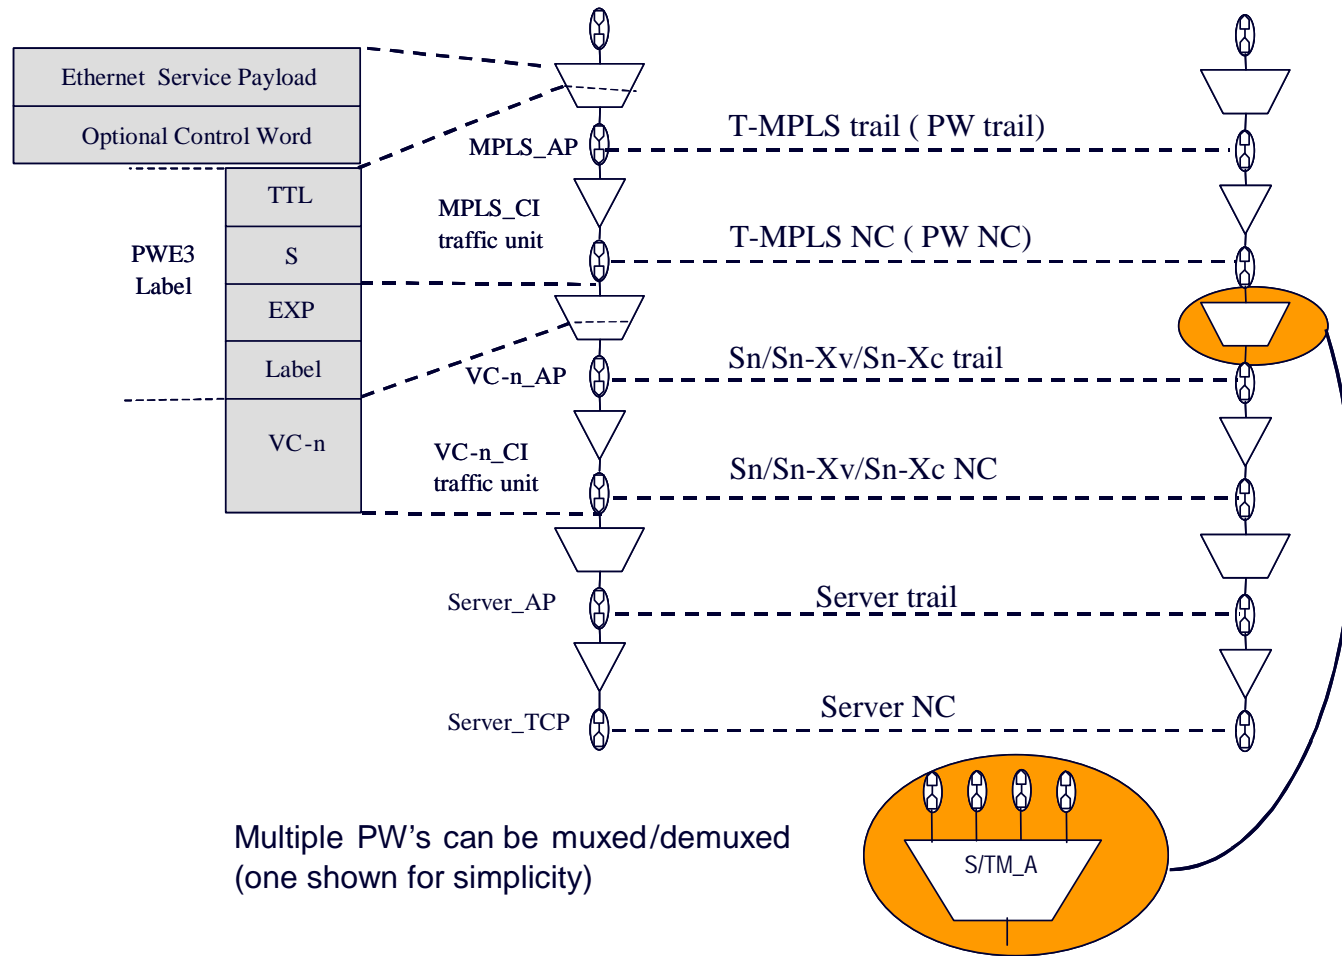 Ethernet Service Payload
Optional Control Word
TTL
S
EXP
Label
VC-n
PWE3
Label
MPLS_AP
MPLS_CI
traffic unit
VC-n_AP
VC-n_CI
traffic unit
Server_AP
Server_TCP
T-MPLS trail ( PW trail)
T-MPLS NC ( PW NC)
Sn/Sn-Xv/Sn-Xc trail
Sn/Sn-Xv/Sn-Xc NC
Server trail
Server NC
S/TM_A
Multiple PW's can be muxed/demuxed
(one shown for simplicity)